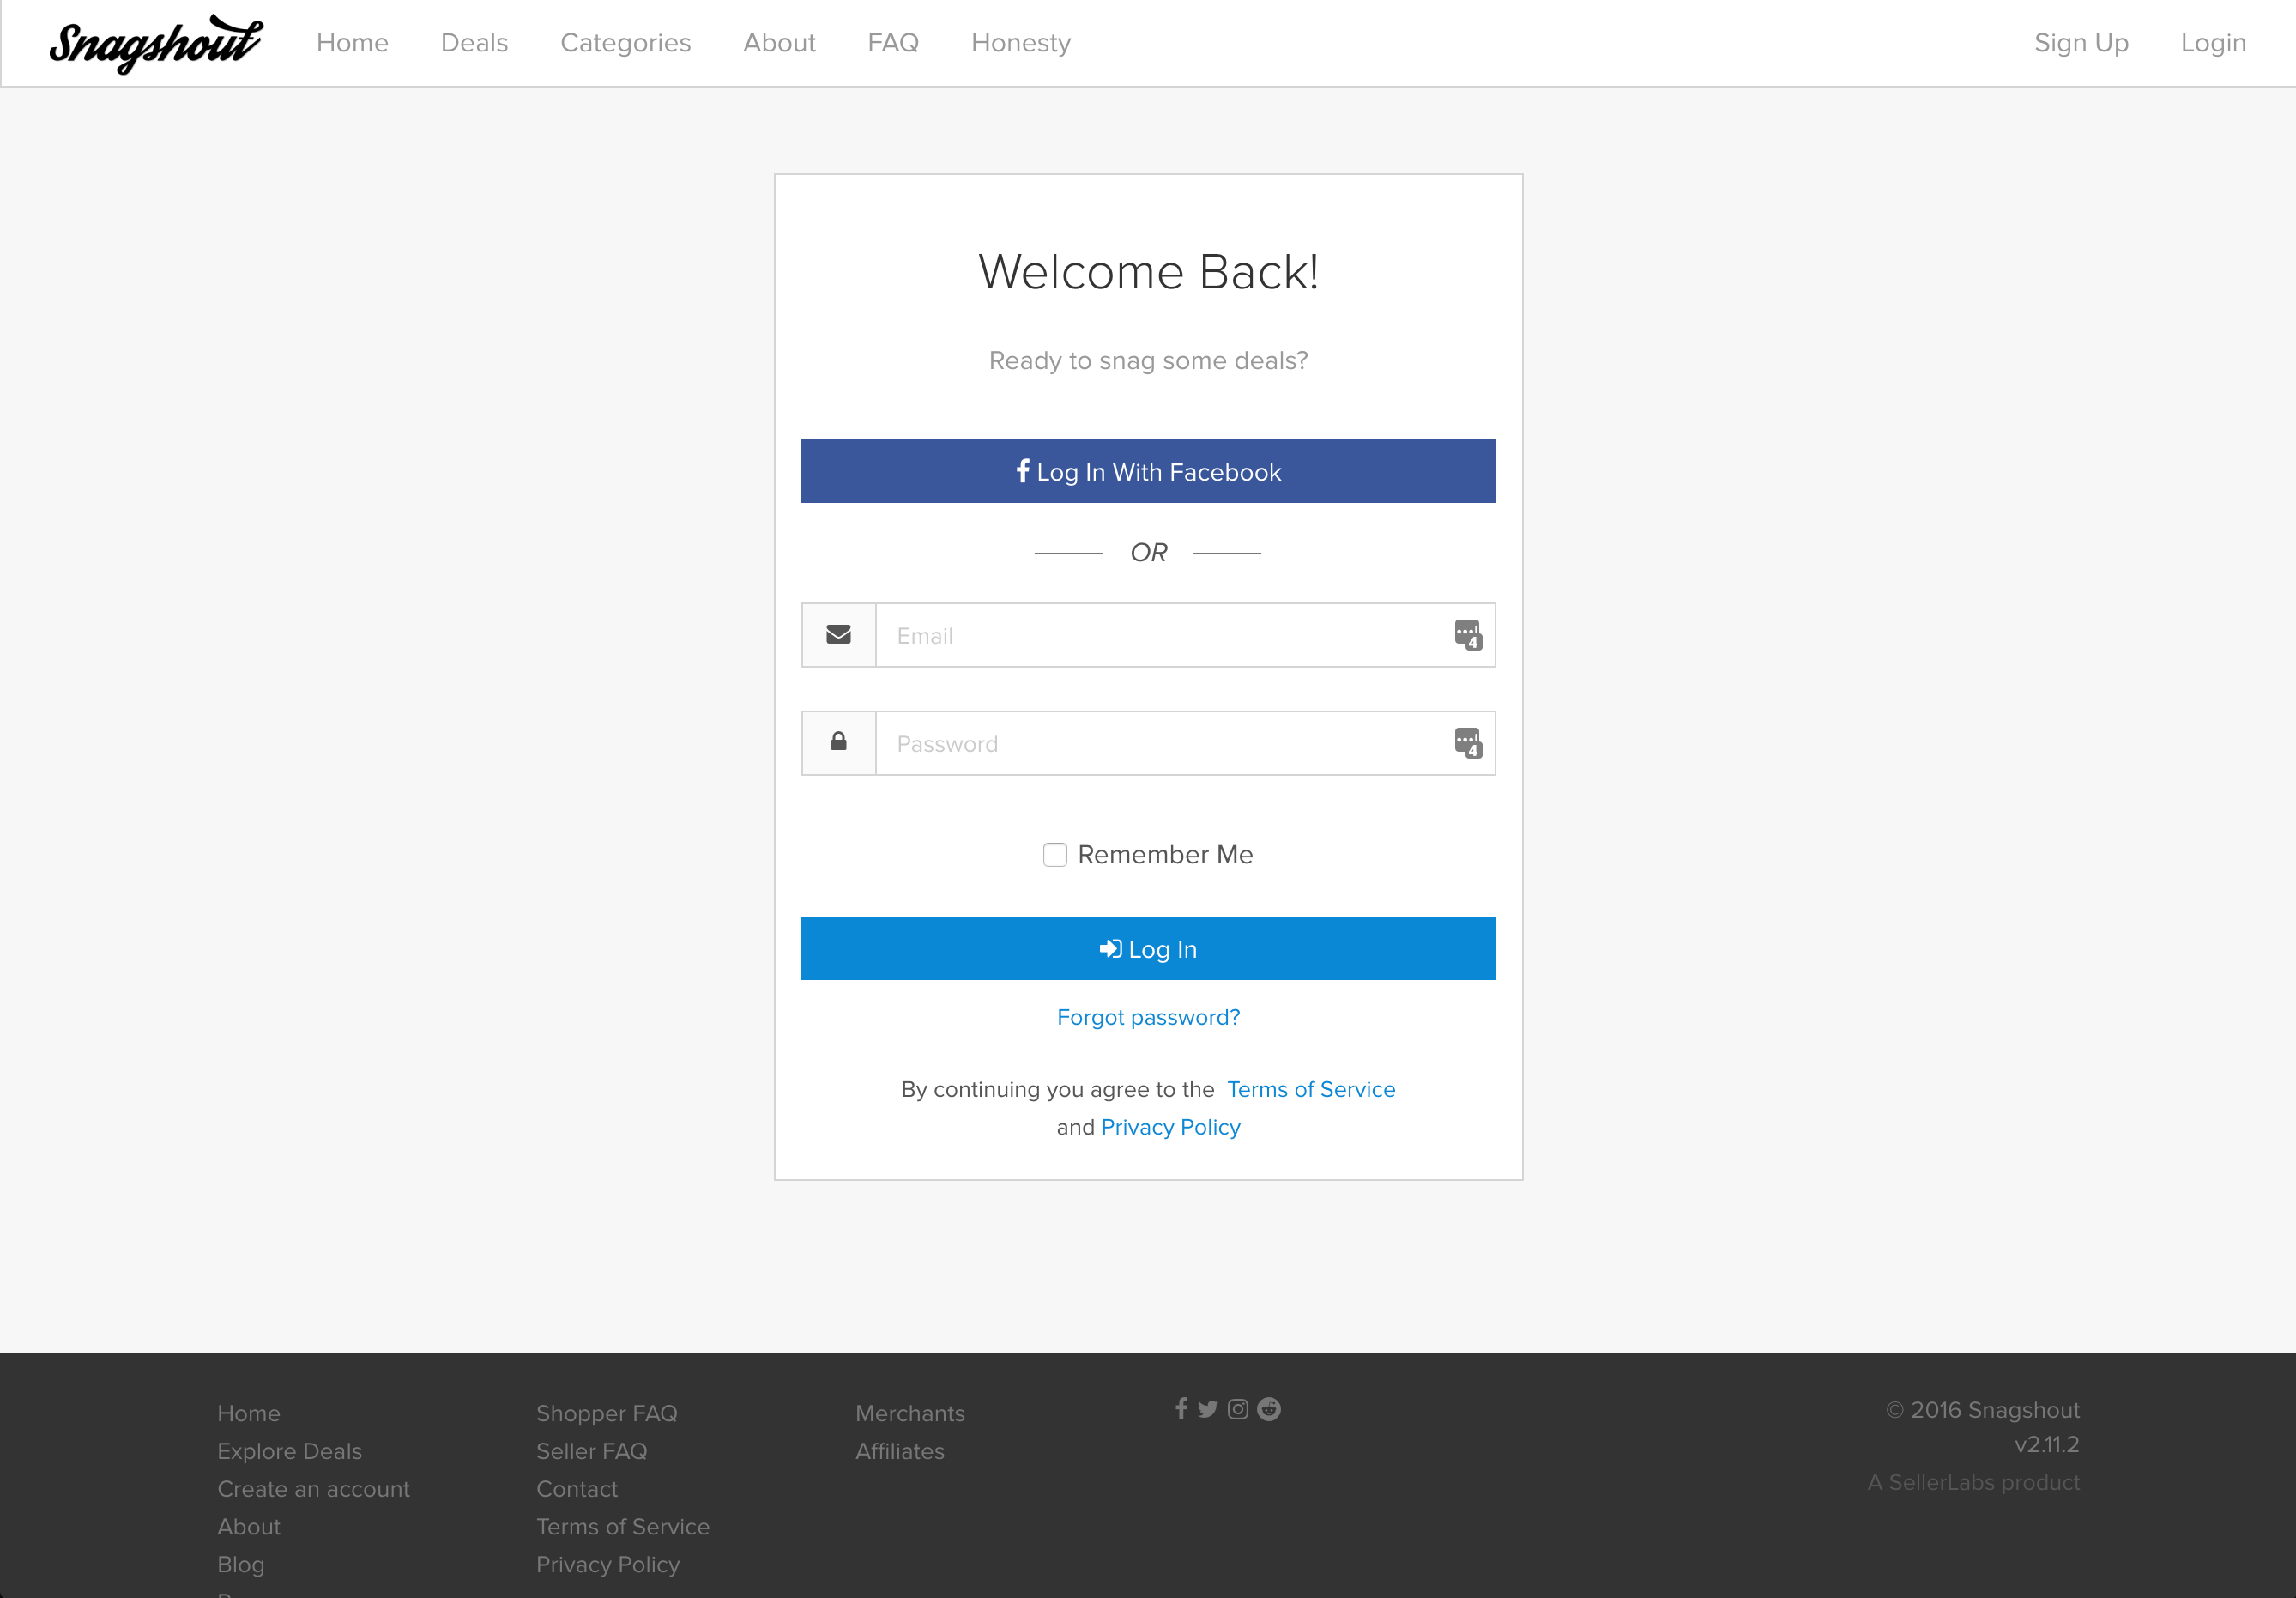 Snagshout Home Deals Categories About FAQ Honesty Sign Up Login
Welcome Back!
Ready to snag some deals?
Log In With Facebook
OR
Email
4
Password
4
Remember Me
Log In
Forgot password?
By continuing you agree to the Terms of Service
and Privacy Policy
Home
Explore Deals
Create an account
About
Blog
Shopper FAQ
Seller FAQ
Contact
Terms of Service
Privacy Policy
Merchants
Affiliates
© 2016 Snagshout
v2.11.2
A SellerLabs product